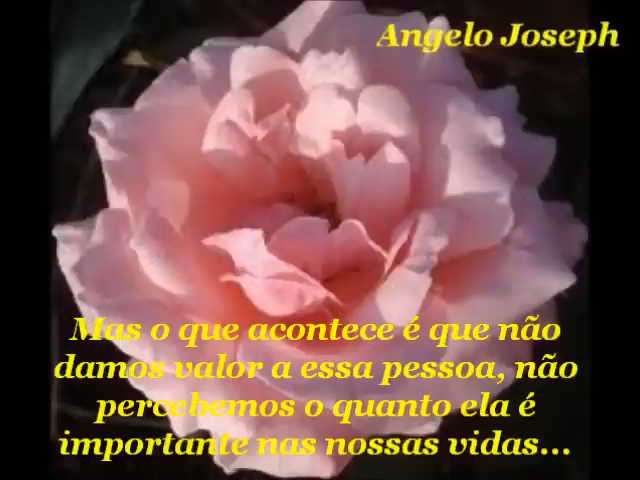 Angelo Joseph
Mas o que acontece é que não
damos valor a essa pessoa, não
percebemos o quanto ela é
importante nas nossas vidas...